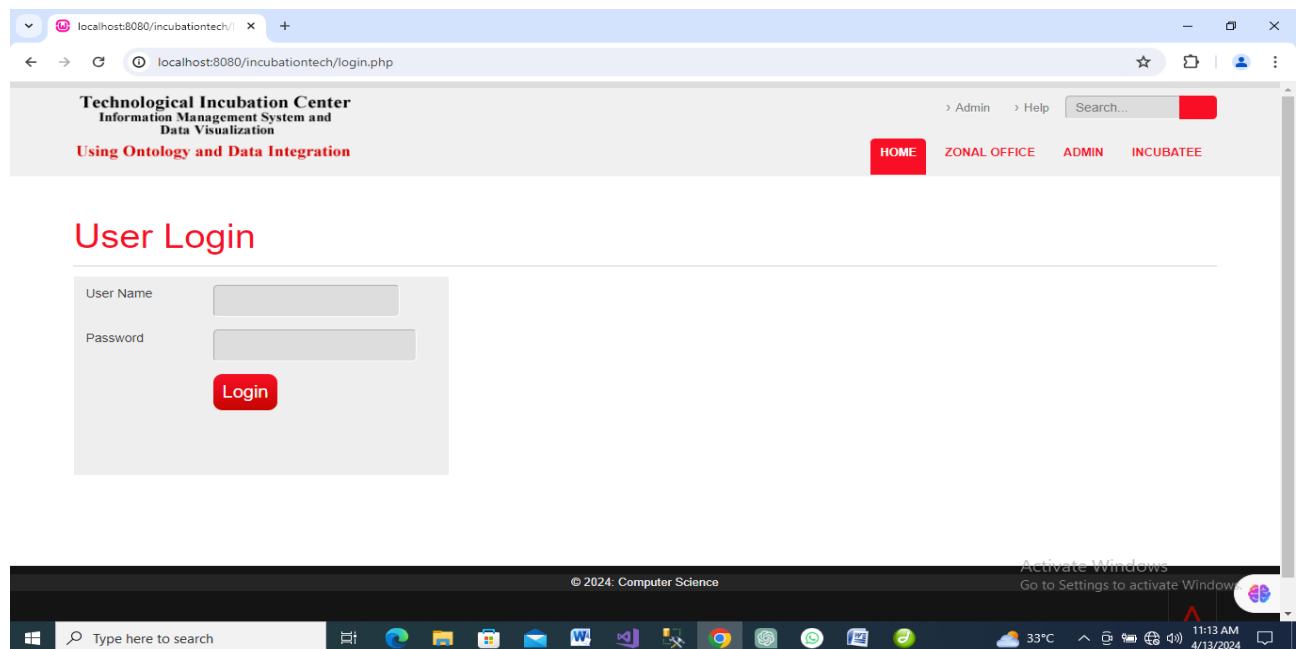 localhost:8080/incubationtech/l
localhost:8080/incubationtech/login.php
Technological Incubation Center
Information Management System and
Data Visualization
Using Ontology and Data Integration
› Admin › Help Search...
HOME ZONAL OFFICE ADMIN INCUBATEE
User Login
User Name
Password
Login
Activate Windows
Go to Settings to activate Windows.
© 2024: Computer Science
Type here to search
33°C
11:13 AM
4/13/2024